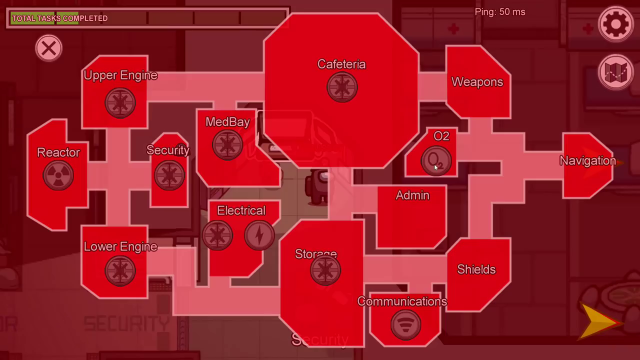 TOTAL TASKS COMPLETED
Ping: 50 ms
Cafeteria
Upper Engine
Weapons
MedBay
O2
Reactor
Security
Navigation
O2
Admin
Electrical
Lower Engine
Storage
Shields
Communications
SECURITY
Security